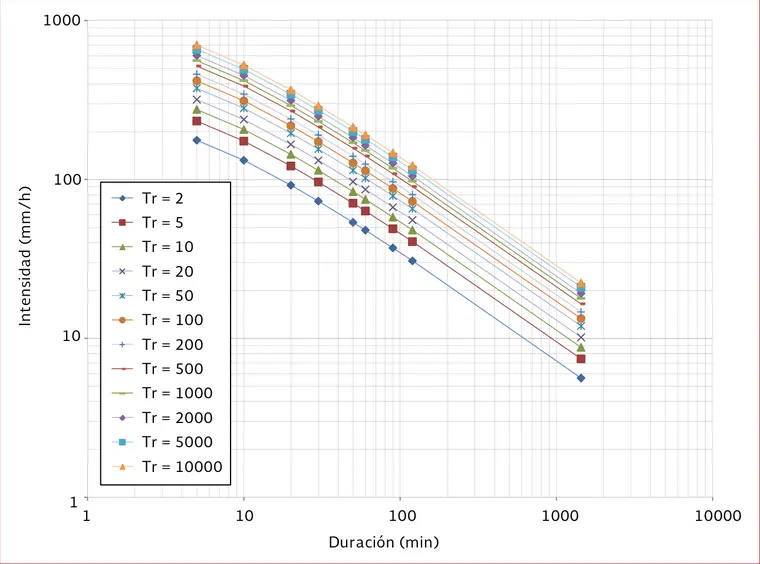 1000
100
10
1
Intensidad (mm/h)
Tr = 2
Tr = 5
Tr = 10
Tr = 20
Tr = 50
Tr = 100
Tr = 200
Tr = 500
Tr = 1000
Tr = 2000
Tr = 5000
Tr = 10000
1 10 100 1000 10000
Duración (min)